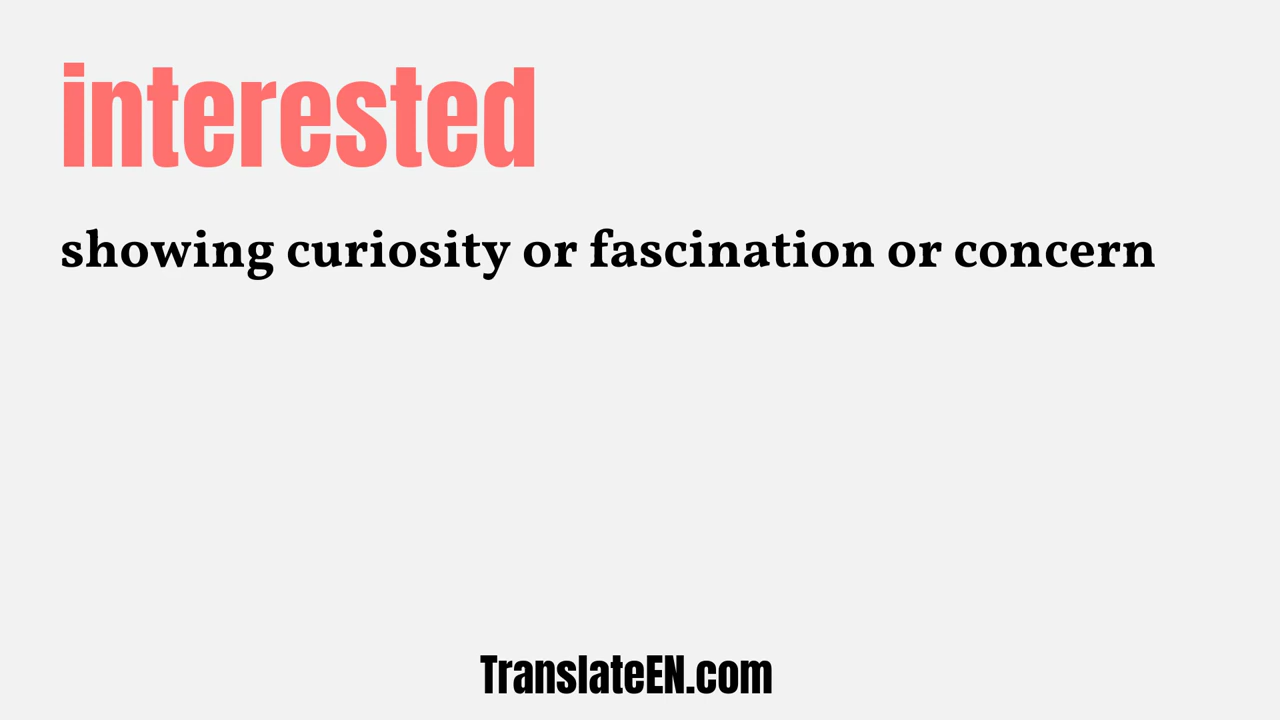 interested
showing curiosity or fascination or concern
TranslateEN.com